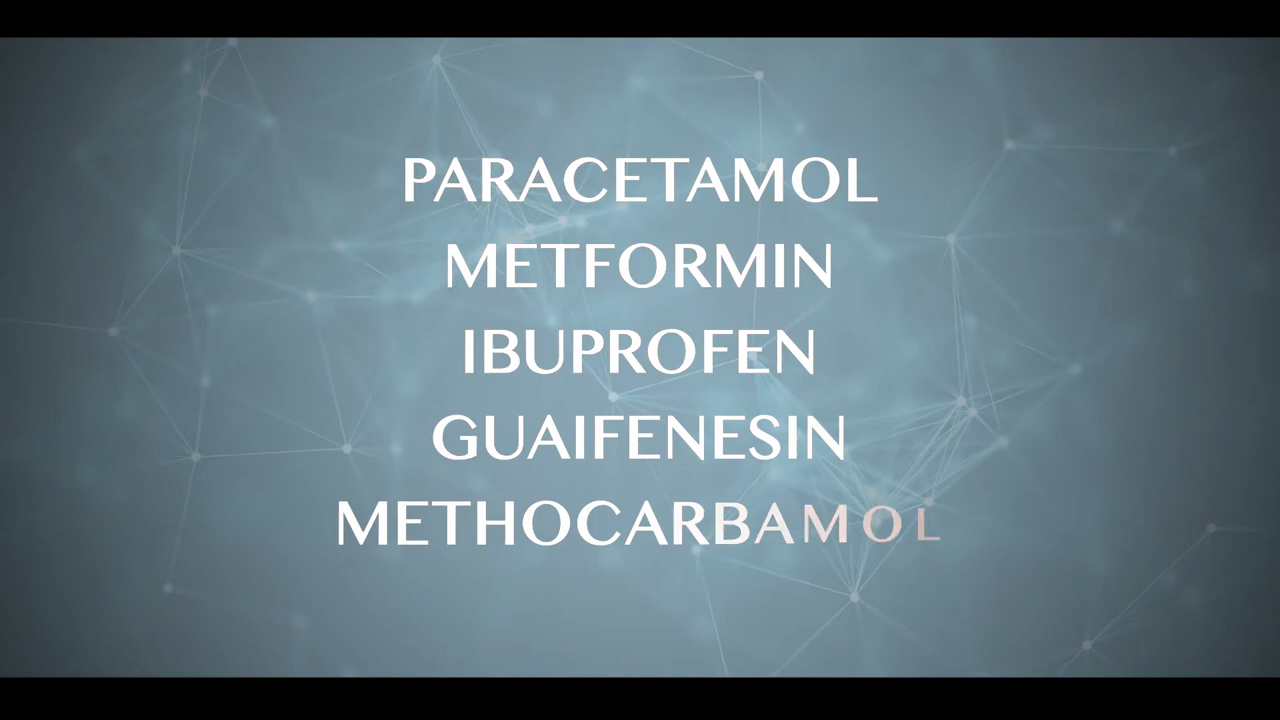 PARACETAMOL
METFORMIN
IBUPROFEN
GUAIFENESIN
METHOCARBAMOL